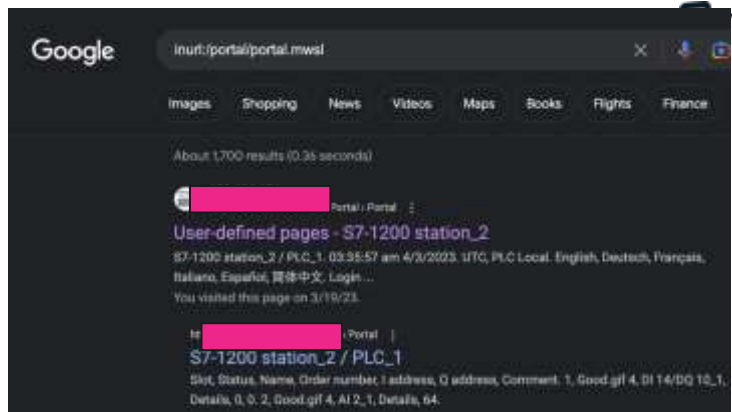 Google
inurl:/portal/portal.mwsl
Images Shopping News Videos Maps Books Flights Finance
About 1,700 results (0.36 seconds)
Portal › Portal
User-defined pages - S7-1200 station_2
S7-1200 station_2 / PLC_1. 03:35:57 am 4/3/2023. UTC, PLC Local. English, Deutsch, Français,
Italiano, Español, 简体中文. Login ...
You visited this page on 3/19/23.
ht
› Portal
S7-1200 station_2 / PLC_1
Slot, Status, Name, Order number, I address, Q address, Comment. 1, Good.gif 4, DI 14/DQ 10_1,
Details, 0, 0. 2, Good.gif 4, AI 2_1, Details, 64.